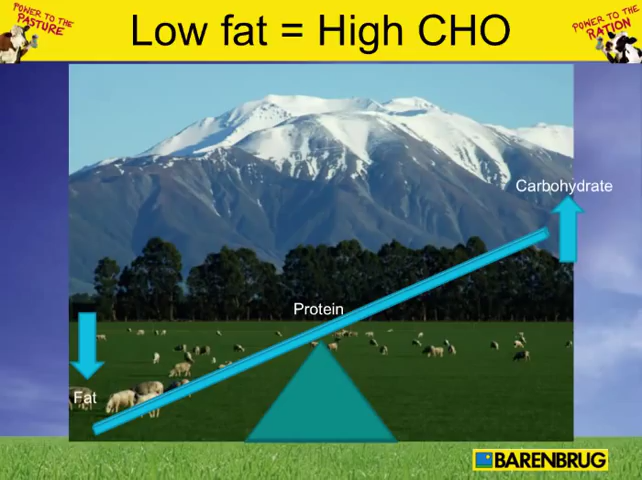 POWER TO THE
PASTURE
Low fat = High CHO
POWER TO THE
RATION
Carbohydrate
Protein
Fat
BARENBRUG